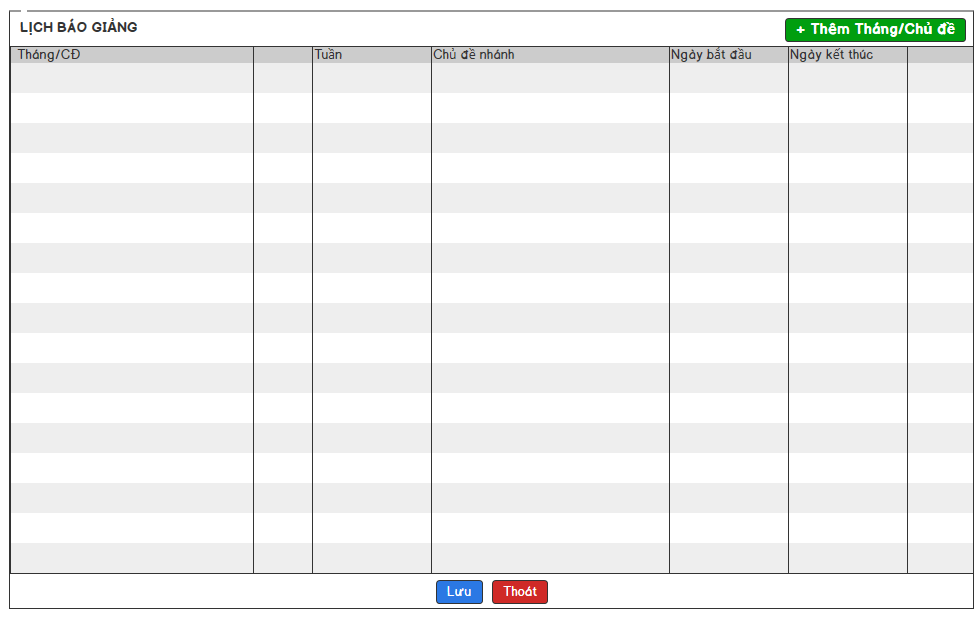 LỊCH BÁO GIẢNG
+ Thêm Tháng/Chủ đề
Tháng/CĐ Tuần Chủ đề nhánh Ngày bắt đầu Ngày kết thúc
Lưu Thoát